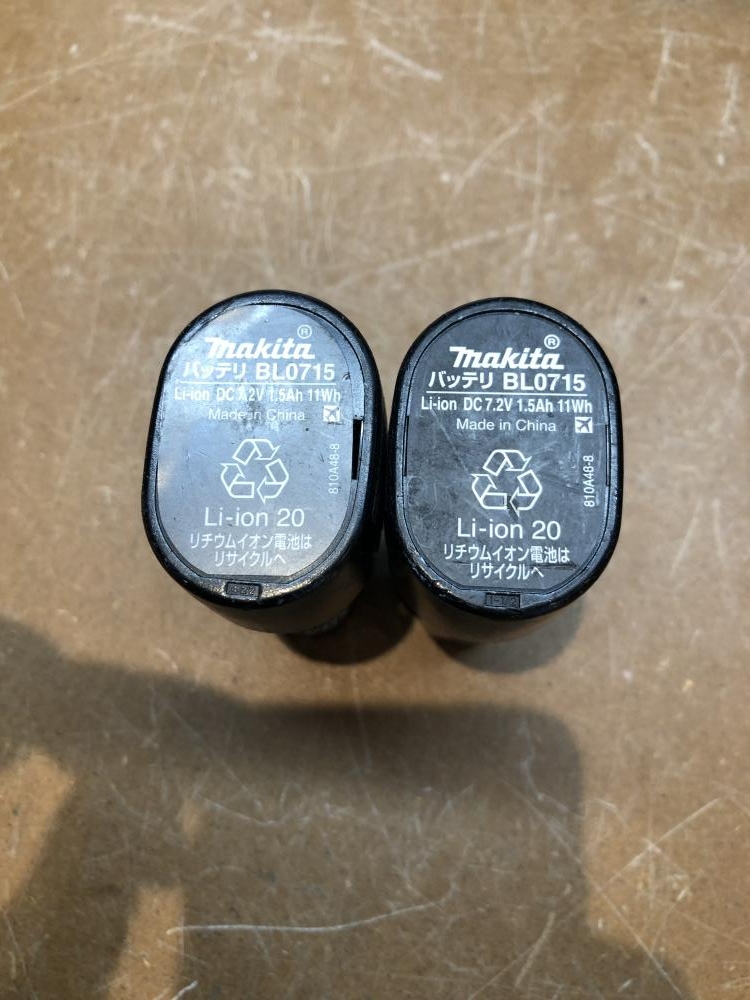 makita®
バッテリ BL0715
Li-ion DC 7.2V 1.5Ah 11Wh
Made in China
810A48-8
Li-ion 20
リチウムイオン電池は
リサイクルへ
makita®
バッテリ BL0715
Li-ion DC 7.2V 1.5Ah 11Wh
Made in China
810A48-8
Li-ion 20
リチウムイオン電池は
リサイクルへ